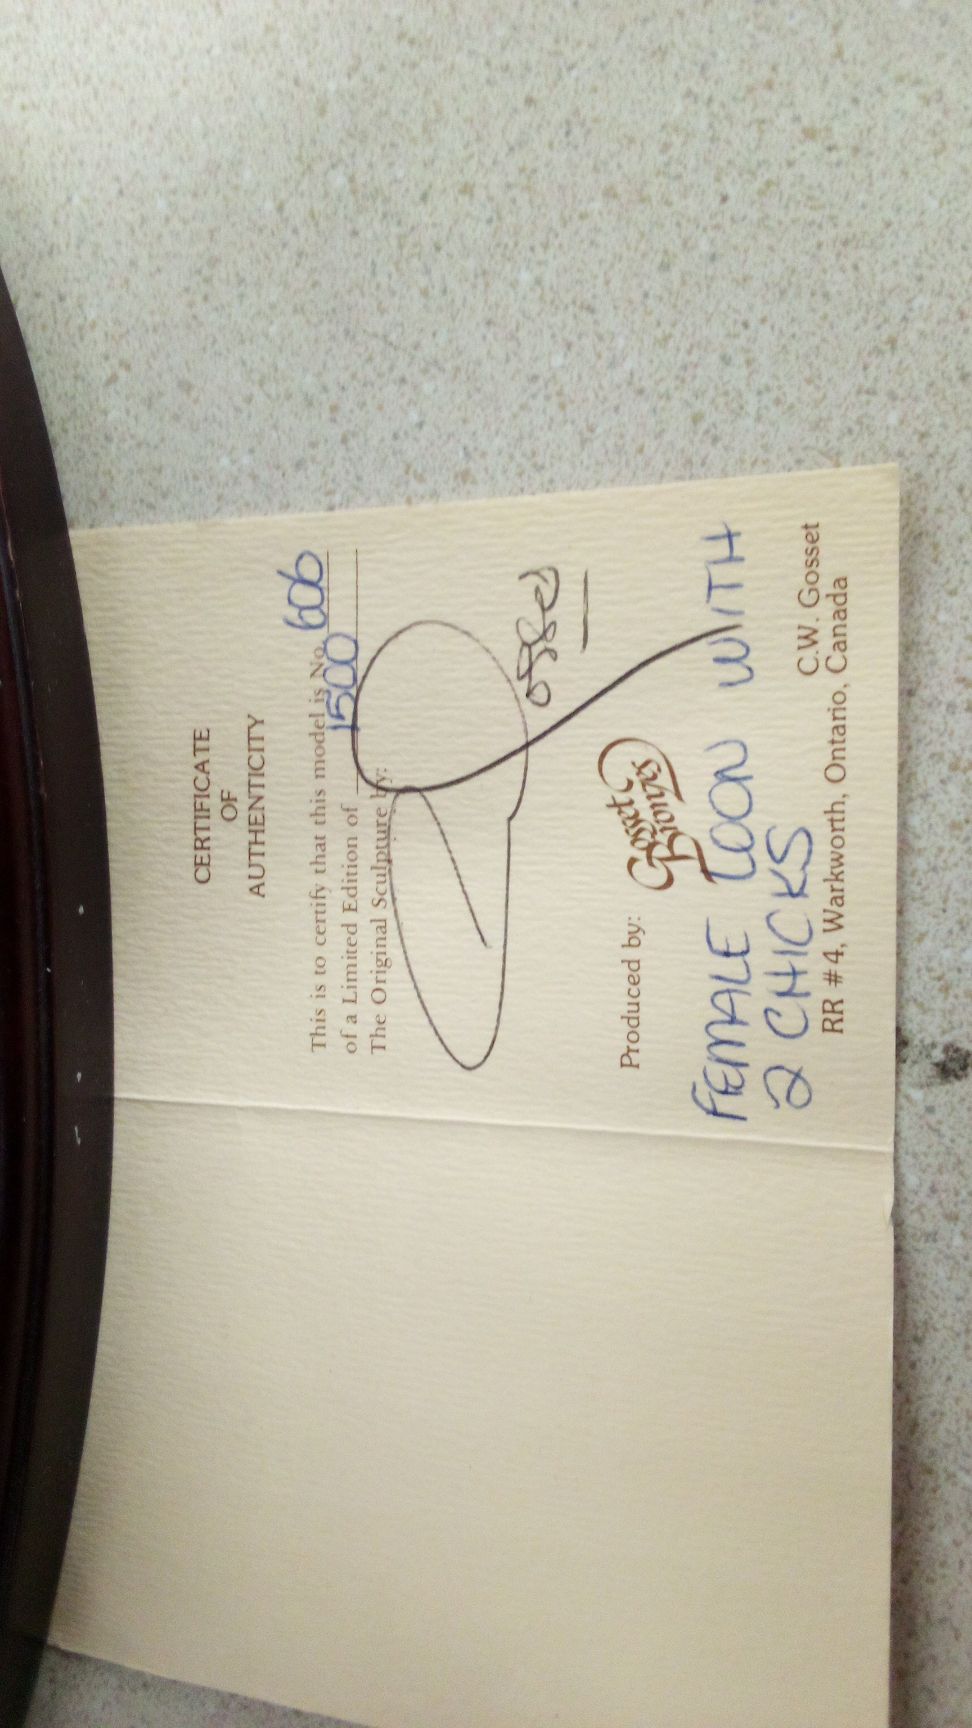 CERTIFICATE
OF
AUTHENTICITY
This is to certify that this model is No. 606
of a Limited Edition of 1500
The Original Sculpture by:
Produced by: Gosset Bronzes
FEMALE LOON WITH
2 CHICKS
C.W. Gosset
RR #4, Warkworth, Ontario, Canada